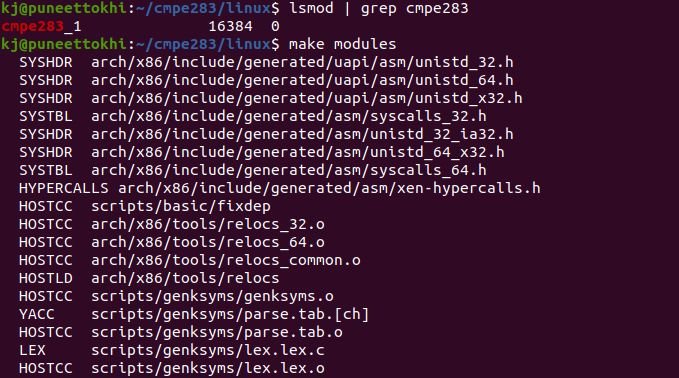 kj@puneettokhi:~/cmpe283/linux$ lsmod | grep cmpe283
cmpe283_1              16384  0
kj@puneettokhi:~/cmpe283/linux$ make modules
  SYSHDR  arch/x86/include/generated/uapi/asm/unistd_32.h
  SYSHDR  arch/x86/include/generated/uapi/asm/unistd_64.h
  SYSHDR  arch/x86/include/generated/uapi/asm/unistd_x32.h
  SYSTBL  arch/x86/include/generated/asm/syscalls_32.h
  SYSHDR  arch/x86/include/generated/asm/unistd_32_ia32.h
  SYSHDR  arch/x86/include/generated/asm/unistd_64_x32.h
  SYSTBL  arch/x86/include/generated/asm/syscalls_64.h
  HYPERCALLS arch/x86/include/generated/asm/xen-hypercalls.h
  HOSTCC  scripts/basic/fixdep
  HOSTCC  arch/x86/tools/relocs_32.o
  HOSTCC  arch/x86/tools/relocs_64.o
  HOSTCC  arch/x86/tools/relocs_common.o
  HOSTLD  arch/x86/tools/relocs
  HOSTCC  scripts/genksyms/genksyms.o
  YACC    scripts/genksyms/parse.tab.[ch]
  HOSTCC  scripts/genksyms/parse.tab.o
  LEX     scripts/genksyms/lex.lex.c
  HOSTCC  scripts/genksyms/lex.lex.o